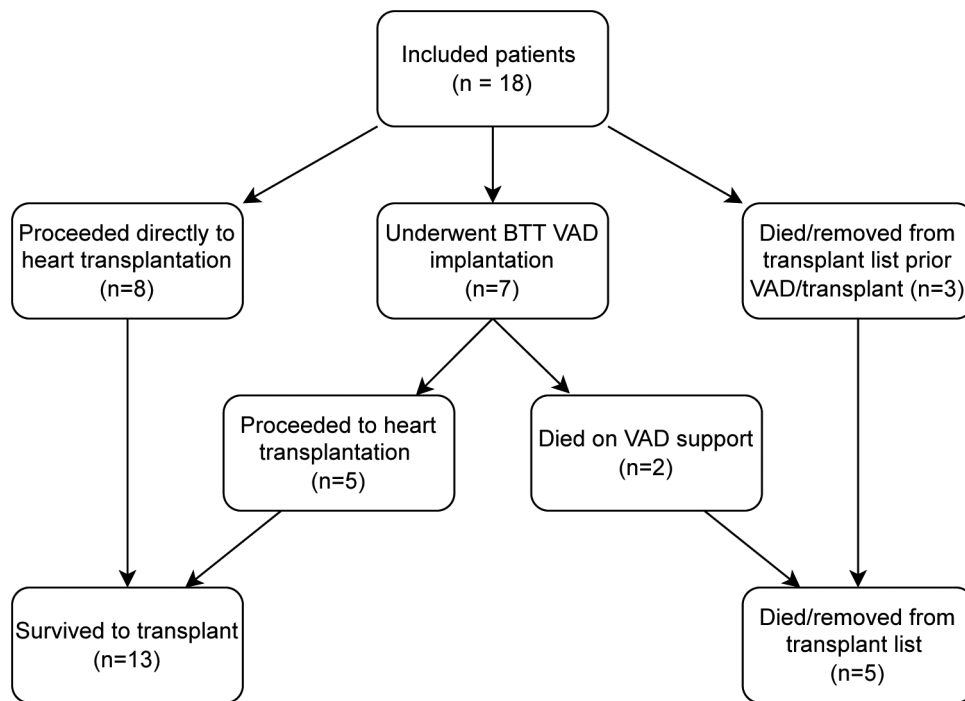 Included patients
(n = 18)
Proceeded directly to
heart transplantation
(n=8)
Underwent BTT VAD
implantation
(n=7)
Died/removed from
transplant list prior
VAD/transplant (n=3)
Proceeded to heart
transplantation
(n=5)
Died on VAD support
(n=2)
Survived to transplant
(n=13)
Died/removed from
transplant list
(n=5)